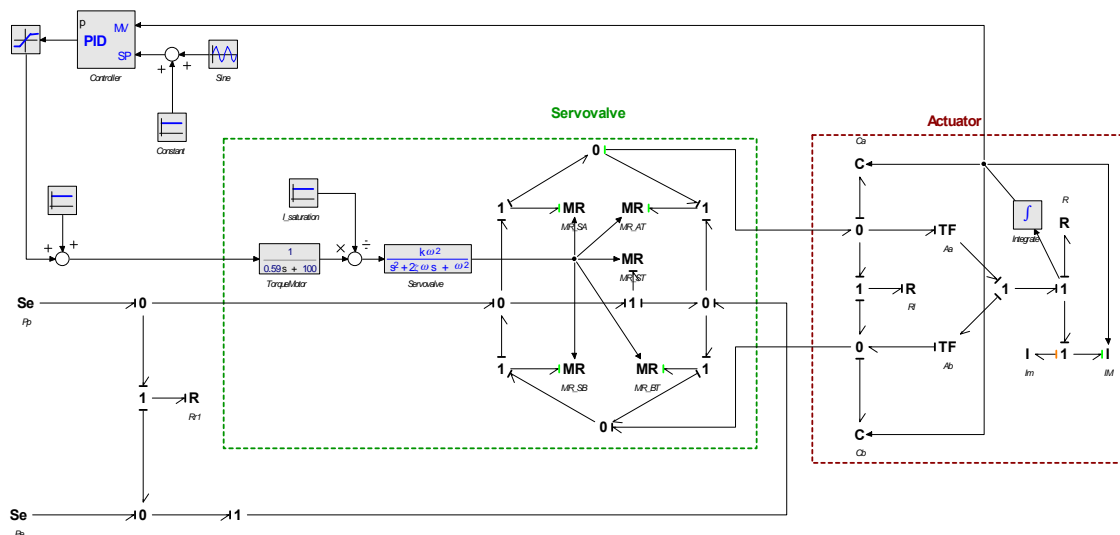 p
MV
PID
SP
Controller
Sine
Constant
Servovalve
Actuator
Ca
C
0
1
MR
MR_SA
MR
MR_AT
1
R
R
Integrate
0
TF
Aa
I_saturation
1
0.59s + 100
TorqueMotor
kω2
s2+2ζωs + ω2
Servovalve
MR
MR_ST
1
R
Rl
1
1
Se
Pp
0
0
1
0
0
TF
Ab
I
Im
1
I
IM
1
MR
MR_SB
MR
MR_BT
1
1
R
Rr1
0
C
Cb
Se
0
1